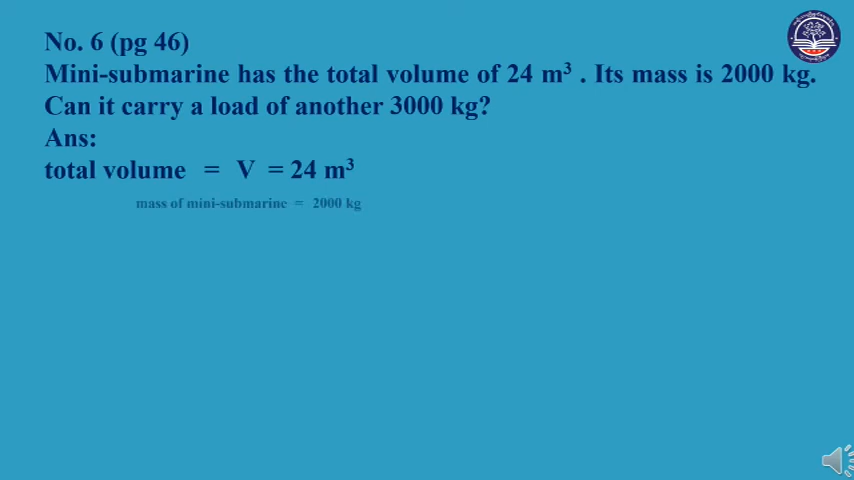 No. 6 (pg 46)
Mini-submarine has the total volume of 24 m³ . Its mass is 2000 kg.
Can it carry a load of another 3000 kg?
Ans:
total volume = V = 24 m³
mass of mini-submarine = 2000 kg